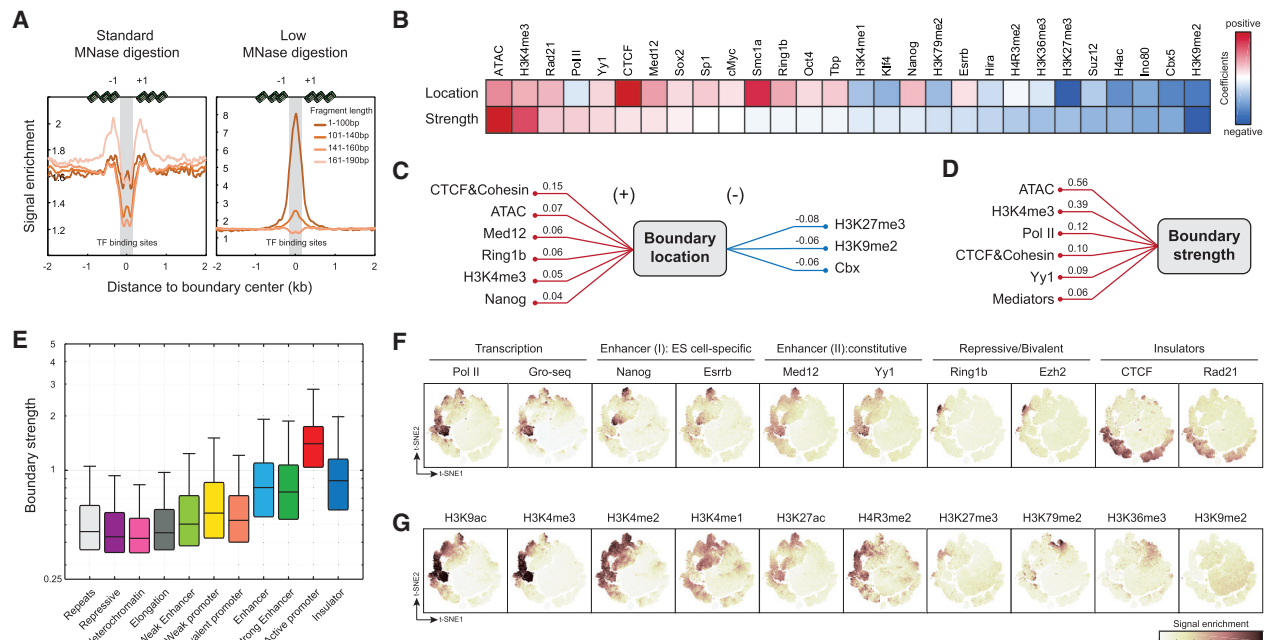 A
Standard
MNase digestion
Low
MNase digestion
-1
+1
-1
+1
Signal enrichment
2
1.8
1.6
1.4
1.2
TF binding sites
-2
-1
0
1
2
8
7
6
5
4
3
2
1
Fragment length
1-100bp
101-140bp
141-160bp
161-190bp
TF binding sites
-1
0
1
2
Distance to boundary center (kb)
B
ATAC
H3K4me3
Rad21
Pol II
Yy1
CTCF
Med12
Sox2
Sp1
cMyc
Smc1a
Ring1b
Oct4
Tbp
H3K4me1
Klf4
Nanog
H3K79me2
Esrrb
Hira
H4R3me2
H3K36me3
H3K27me3
Suz12
H4ac
Ino80
Cbx5
H3K9me2
Location
Strength
positive
Coefficients
negative
C
CTCF&Cohesin 0.15
ATAC 0.07
Med12 0.06
Ring1b 0.06
H3K4me3 0.05
Nanog 0.04
(+)
(-)
Boundary
location
-0.08 H3K27me3
-0.06 H3K9me2
-0.06 Cbx
D
ATAC 0.56
H3K4me3 0.39
Pol II 0.12
CTCF&Cohesin 0.10
Yy1 0.09
Mediators 0.06
Boundary
strength
E
Boundary strength
5
4
3
2
1
0.25
Repeats
Repressive
Heterochromatin
Elongation
Weak Enhancer
Weak promoter
Enhancer
Strong Enhancer
Active promoter
Insulator
F
Transcription
Enhancer (I): ES cell-specific
Enhancer (II):constitutive
Repressive/Bivalent
Insulators
Pol II
Gro-seq
Nanog
Esrrb
Med12
Yy1
Ring1b
Ezh2
CTCF
Rad21
t-SNE2
t-SNE1
G
H3K9ac
H3K4me3
H3K4me2
H3K4me1
H3K27ac
H4R3me2
H3K27me3
H3K79me2
H3K36me3
H3K9me2
t-SNE2
t-SNE1
Signal enrichment